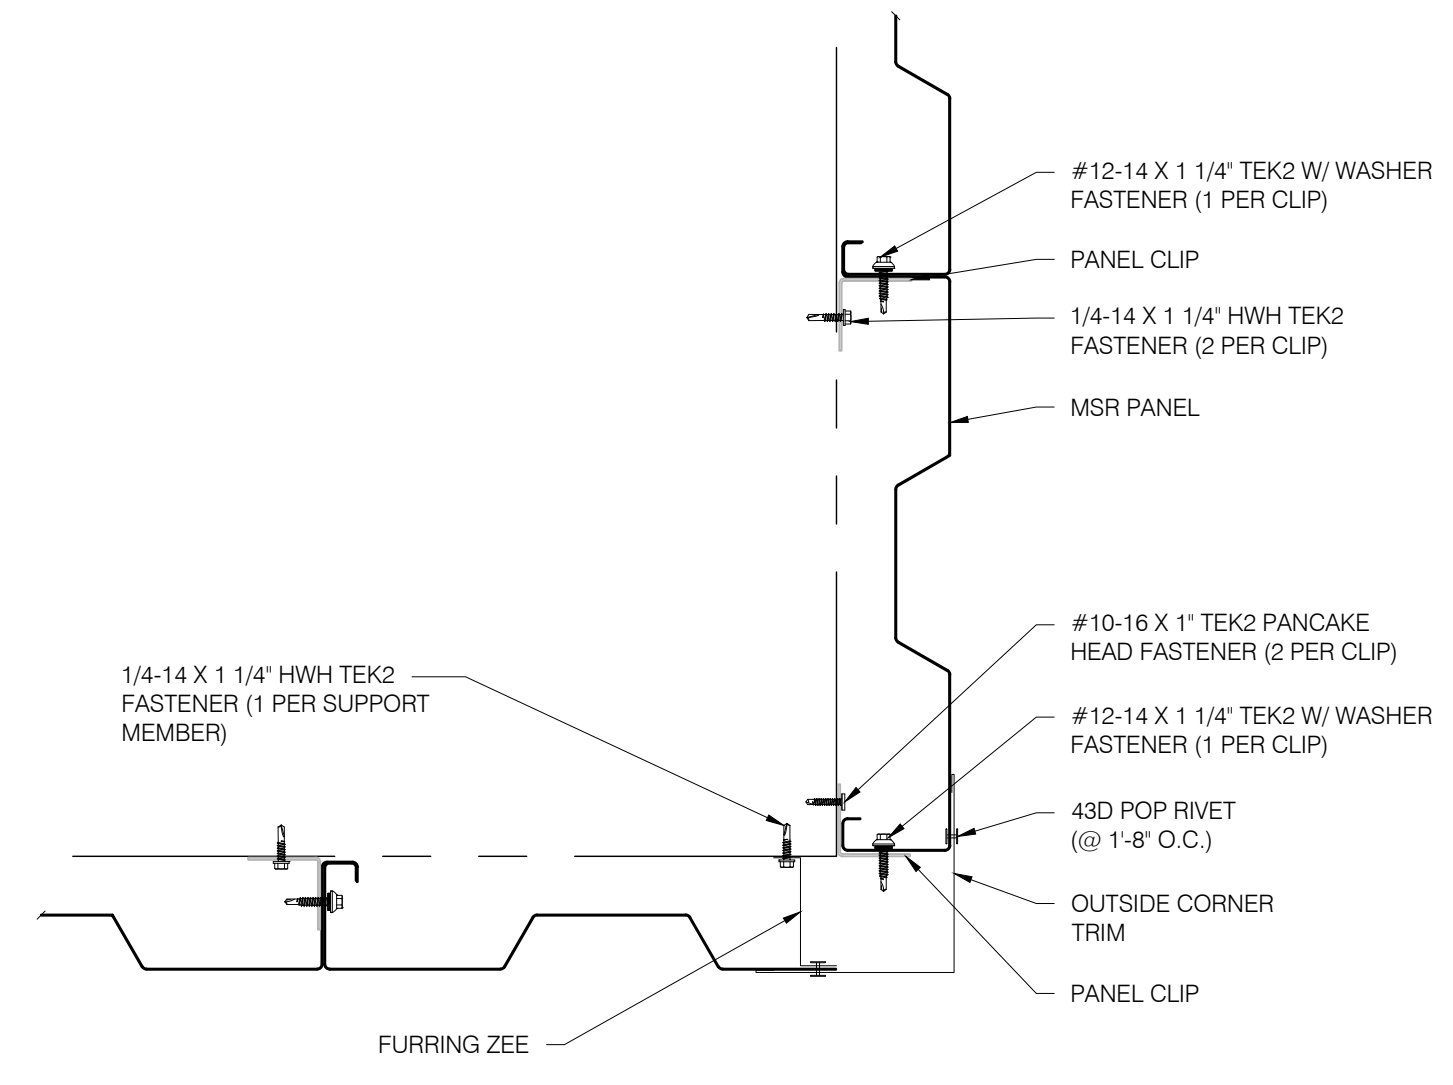 #12-14 X 1 1/4" TEK2 W/ WASHER
FASTENER (1 PER CLIP)
PANEL CLIP
1/4-14 X 1 1/4" HWH TEK2
FASTENER (2 PER CLIP)
MSR PANEL
#10-16 X 1" TEK2 PANCAKE
HEAD FASTENER (2 PER CLIP)
1/4-14 X 1 1/4" HWH TEK2
FASTENER (1 PER SUPPORT
MEMBER)
#12-14 X 1 1/4" TEK2 W/ WASHER
FASTENER (1 PER CLIP)
43D POP RIVET
(@ 1'-8" O.C.)
OUTSIDE CORNER
TRIM
PANEL CLIP
FURRING ZEE